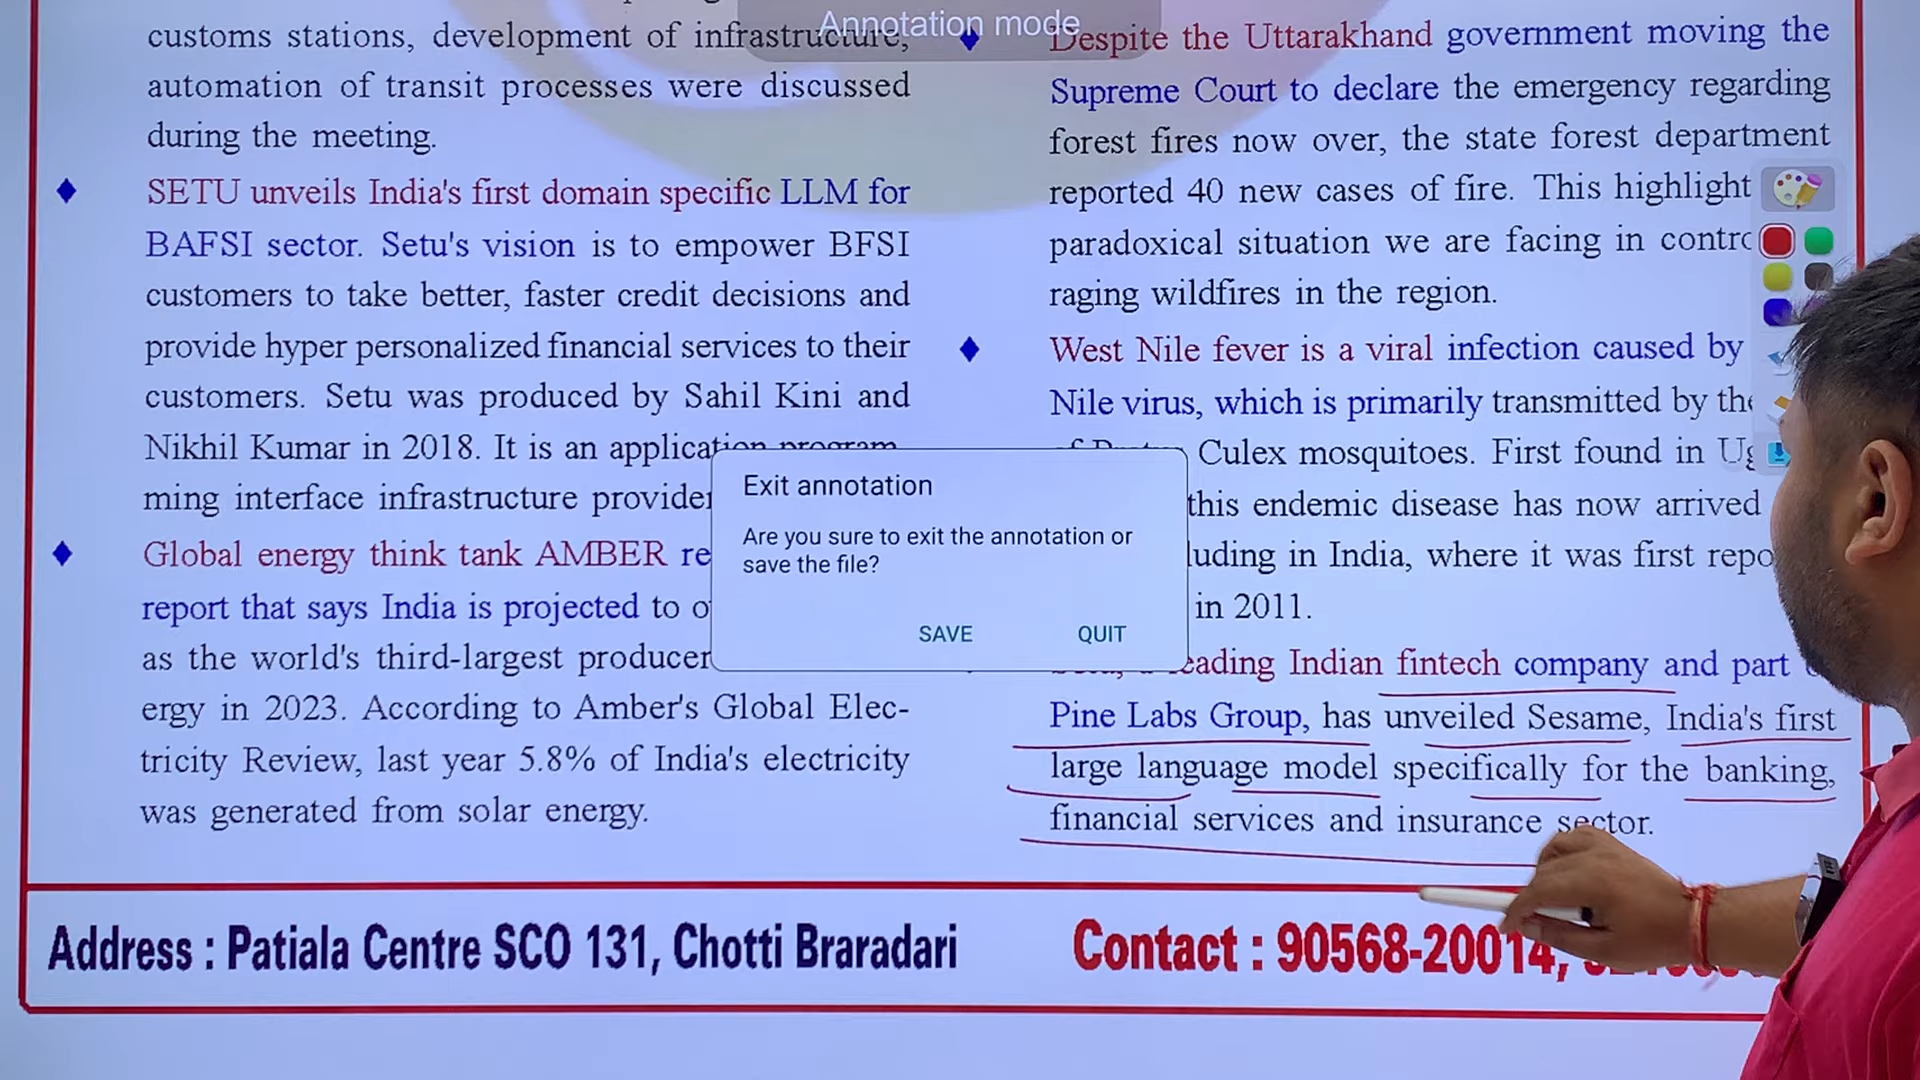 Annotation mode
customs stations, development of infrastructure,
automation of transit processes were discussed
during the meeting.
SETU unveils India's first domain specific LLM for
BAFSI sector. Setu's vision is to empower BFSI
customers to take better, faster credit decisions and
provide hyper personalized financial services to their
customers. Setu was produced by Sahil Kini and
Nikhil Kumar in 2018. It is an application program
ming interface infrastructure provider
Global energy think tank AMBER re
report that says India is projected to o
as the world's third-largest producer
ergy in 2023. According to Amber's Global Elec-
tricity Review, last year 5.8% of India's electricity
was generated from solar energy.
Despite the Uttarakhand government moving the
Supreme Court to declare the emergency regarding
forest fires now over, the state forest department
reported 40 new cases of fire. This highlight
paradoxical situation we are facing in contro
raging wildfires in the region.
West Nile fever is a viral infection caused by
Nile virus, which is primarily transmitted by the
Culex mosquitoes. First found in Ug
this endemic disease has now arrived
luding in India, where it was first repo
in 2011.
eading Indian fintech company and part
Pine Labs Group, has unveiled Sesame, India's first
large language model specifically for the banking,
financial services and insurance sector.
Exit annotation
Are you sure to exit the annotation or
save the file?
SAVE QUIT
Address : Patiala Centre SCO 131, Chotti Braradari
Contact : 90568-20014,